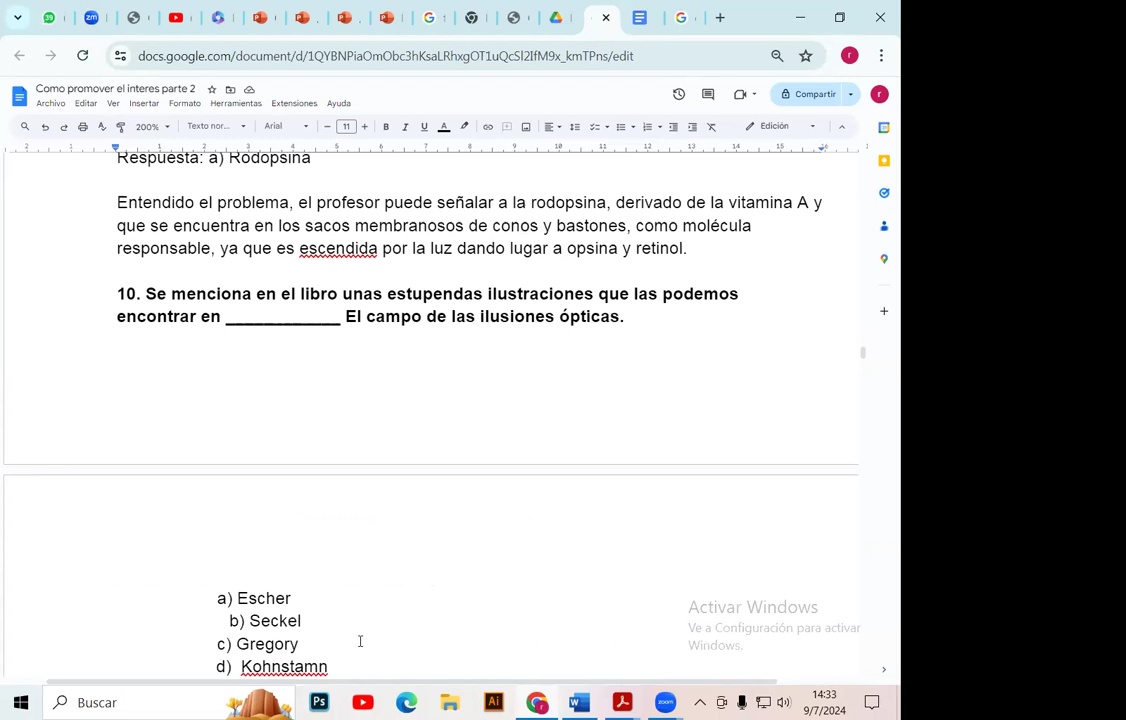 docs.google.com/document/d/1QYBNPiaOmObc3hKsaLRhxgOT1uQcSl2IfM9x_kmTPns/edit
Como promover el interes parte 2
Archivo Editar Ver Insertar Formato Herramientas Extensiones Ayuda
Compartir
200% Texto nor... Arial 11 Edición
Respuesta: a) Rodopsina
Entendido el problema, el profesor puede señalar a la rodopsina, derivado de la vitamina A y
que se encuentra en los sacos membranosos de conos y bastones, como molécula
responsable, ya que es escendida por la luz dando lugar a opsina y retinol.
10. Se menciona en el libro unas estupendas ilustraciones que las podemos
encontrar en ____________ El campo de las ilusiones ópticas.
a) Escher
b) Seckel
c) Gregory
d) Kohnstamn
Activar Windows
Ve a Configuración para activar
Windows.
Buscar
14:33
9/7/2024